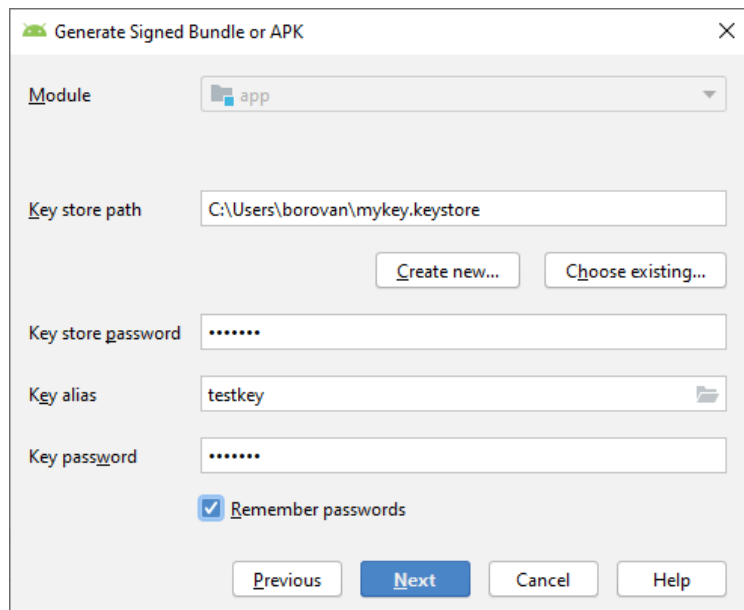 Generate Signed Bundle or APK
Module
app
Key store path
C:\Users\borovan\mykey.keystore
Create new... Choose existing...
Key store password •••••••
Key alias
testkey
Key password •••••••
Remember passwords
Previous Next Cancel Help